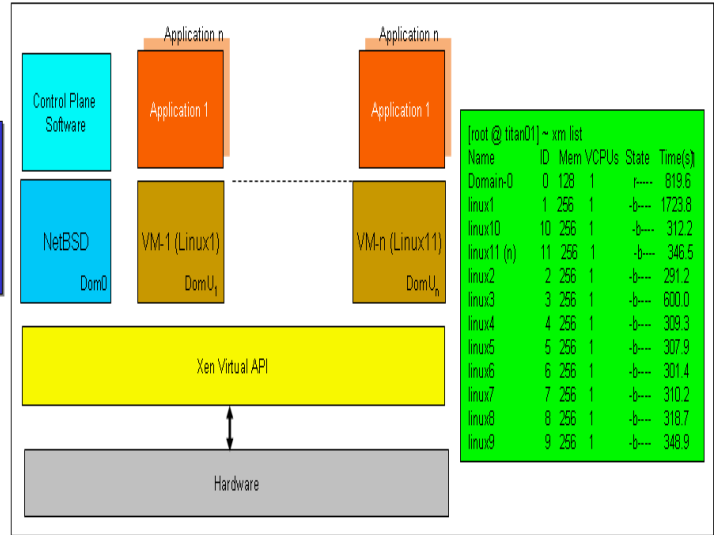 Application n
Application n
Control Plane
Software
Application 1
Application 1
NetBSD
Dom0
VM-1 (Linux1)
DomU1
VM-n (Linux11)
DomUn
Xen Virtual API
Hardware
[root @ titan01] ~ xm list
Name ID Mem VCPUs State Time(s)
Domain-0 0 128 1 r----- 819.6
linux1 1 256 1 -b---- 1723.8
linux10 10 256 1 -b---- 312.2
linux11 (n) 11 256 1 -b---- 346.5
linux2 2 256 1 -b---- 291.2
linux3 3 256 1 -b---- 600.0
linux4 4 256 1 -b---- 309.3
linux5 5 256 1 -b---- 307.9
linux6 6 256 1 -b---- 301.4
linux7 7 256 1 -b---- 310.2
linux8 8 256 1 -b---- 318.7
linux9 9 256 1 -b---- 348.9